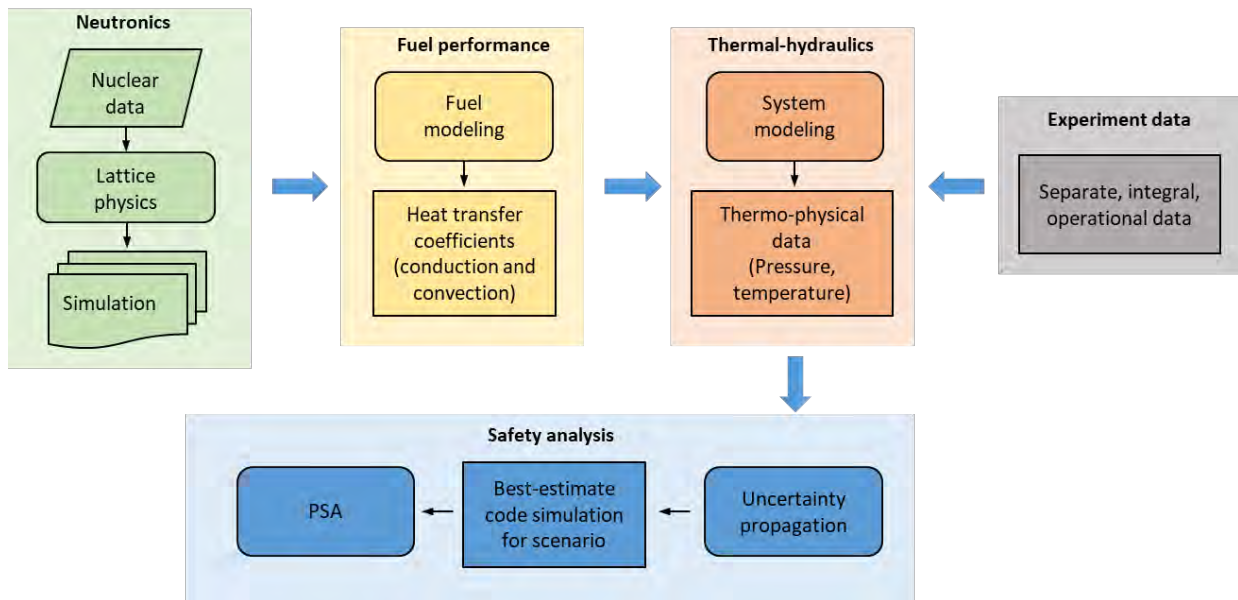 Neutronics
Nuclear
data
Lattice
physics
Simulation
Fuel performance
Fuel
modeling
Heat transfer
coefficients
(conduction and
convection)
Thermal-hydraulics
System
modeling
Thermo-physical
data
(Pressure,
temperature)
Experiment data
Separate, integral,
operational data
Safety analysis
PSA
Best-estimate
code simulation
for scenario
Uncertainty
propagation